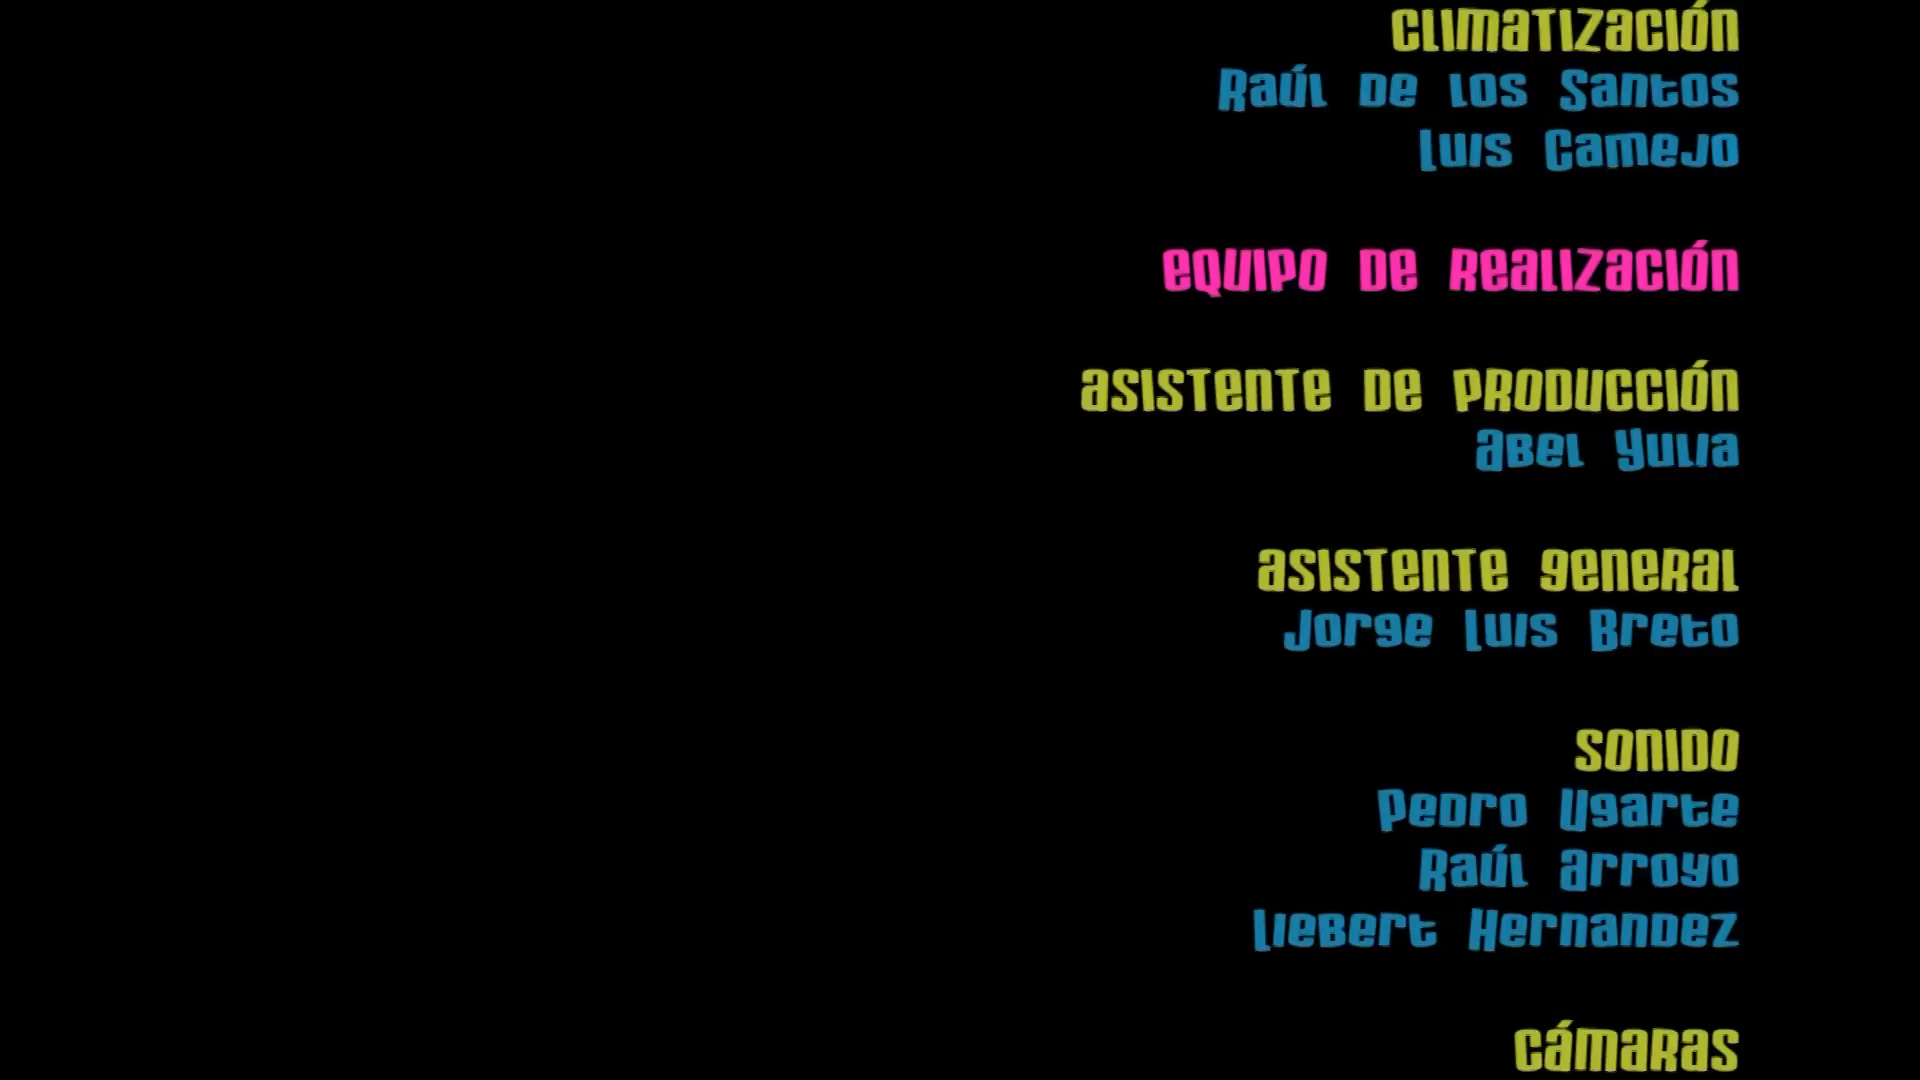 CLIMATIZACIÓN
Raúl de los Santos
Luis Camejo
EQUIPO DE REALIZACIÓN
ASISTENTE DE PRODUCCIÓN
Abel Yulia
ASISTENTE GENERAL
Jorge Luis Breto
SONIDO
Pedro Ugarte
Raúl Arroyo
Liebert Hernandez
CÁMARAS